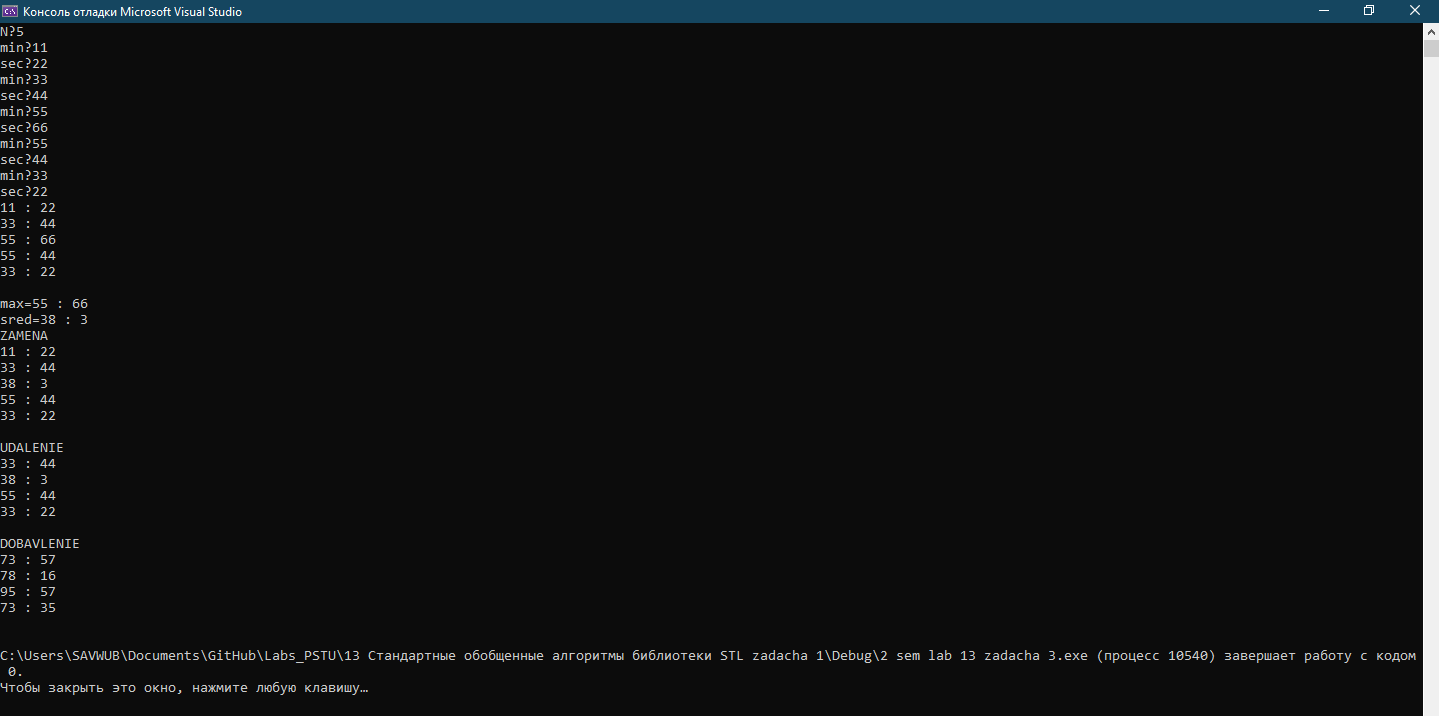 Консоль отладки Microsoft Visual Studio
N?5
min?11
sec?22
min?33
sec?44
min?55
sec?66
min?55
sec?44
min?33
sec?22
11 : 22
33 : 44
55 : 66
55 : 44
33 : 22
max=55 : 66
sred=38 : 3
ZAMENA
11 : 22
33 : 44
38 : 3
55 : 44
33 : 22
UDALENIE
33 : 44
38 : 3
55 : 44
33 : 22
DOBAVLENIE
73 : 57
78 : 16
95 : 57
73 : 35
C:\Users\SAVWUB\Documents\GitHub\Labs_PSTU\13 Стандартные обобщенные алгоритмы библиотеки STL zadacha 1\Debug\2 sem lab 13 zadacha 3.exe (процесс 10540) завершает работу с кодом
0.
Чтобы закрыть это окно, нажмите любую клавишу…